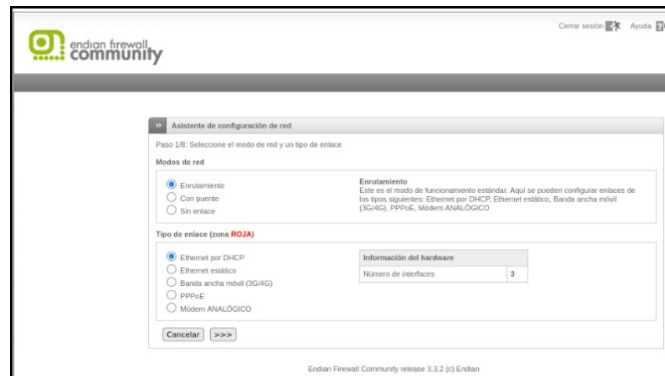 Cerrar sesión Ayuda
endian firewall
community
Asistente de configuración de red
Paso 1/8: Seleccione el modo de red y un tipo de enlace
Modos de red
Enrutamiento
Con puente
Sin enlace
Enrutamiento
Este es el modo de funcionamiento estándar. Aquí se pueden configurar enlaces de
los tipos siguientes: Ethernet por DHCP, Ethernet estático, Banda ancha móvil
(3G/4G), PPPoE, Módem ANALÓGICO
Tipo de enlace (zona ROJA)
Ethernet por DHCP
Ethernet estático
Banda ancha móvil (3G/4G)
PPPoE
Módem ANALÓGICO
Información del hardware
Número de interfaces 3
Cancelar >>>
Endian Firewall Community release 3.3.2 (c) Endian